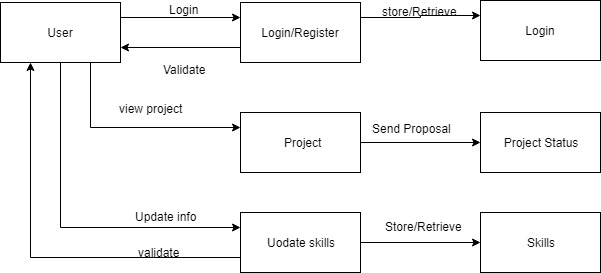 Login
store/Retrieve
User
Login/Register
Login
Validate
view project
Send Proposal
Project
Project Status
Update info
Store/Retrieve
Uodate skills
Skills
validate